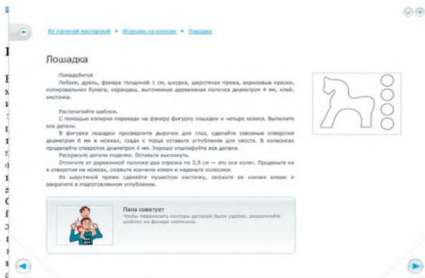 Из папиной мастерской • Игрушки на колёсах • Лошадка
Лошадка
Понадобится
Лобзик, дрель, фанера толщиной 1 см, шкурка, шерстяная пряжа, акриловые краски,
копировальная бумага, карандаш, выточенная деревянная палочка диаметром 4 мм, клей,
кисточка.
Распечатайте шаблон.
С помощью копирки переведи на фанеру фигурку лошадки и четыре колеса. Выпилите
все детали.
В фигурке лошадки просверлите дырочки для глаз, сделайте сквозные отверстия
диаметром 6 мм в ножках, сзади с торца оставьте углубление для хвоста. В колесиках
проделайте отверстия диаметром 4 мм. Хорошо отшлифуйте все детали.
Раскрасьте детали поделки. Оставьте высохнуть.
Отпилите от деревянной палочки два отрезка по 3,5 см — это оси колес. Проденьте их
в отверстия на ножках, смажьте кончики клеем и наденьте колесики.
Из шерстяной пряжи сделайте пушистую кисточку, смажьте ее кончик клеем и
закрепите в подготовленном углублении.
Папа советует
Чтобы переносить контуры деталей было удобно, закрепляйте
шаблон на фанере кнопками.